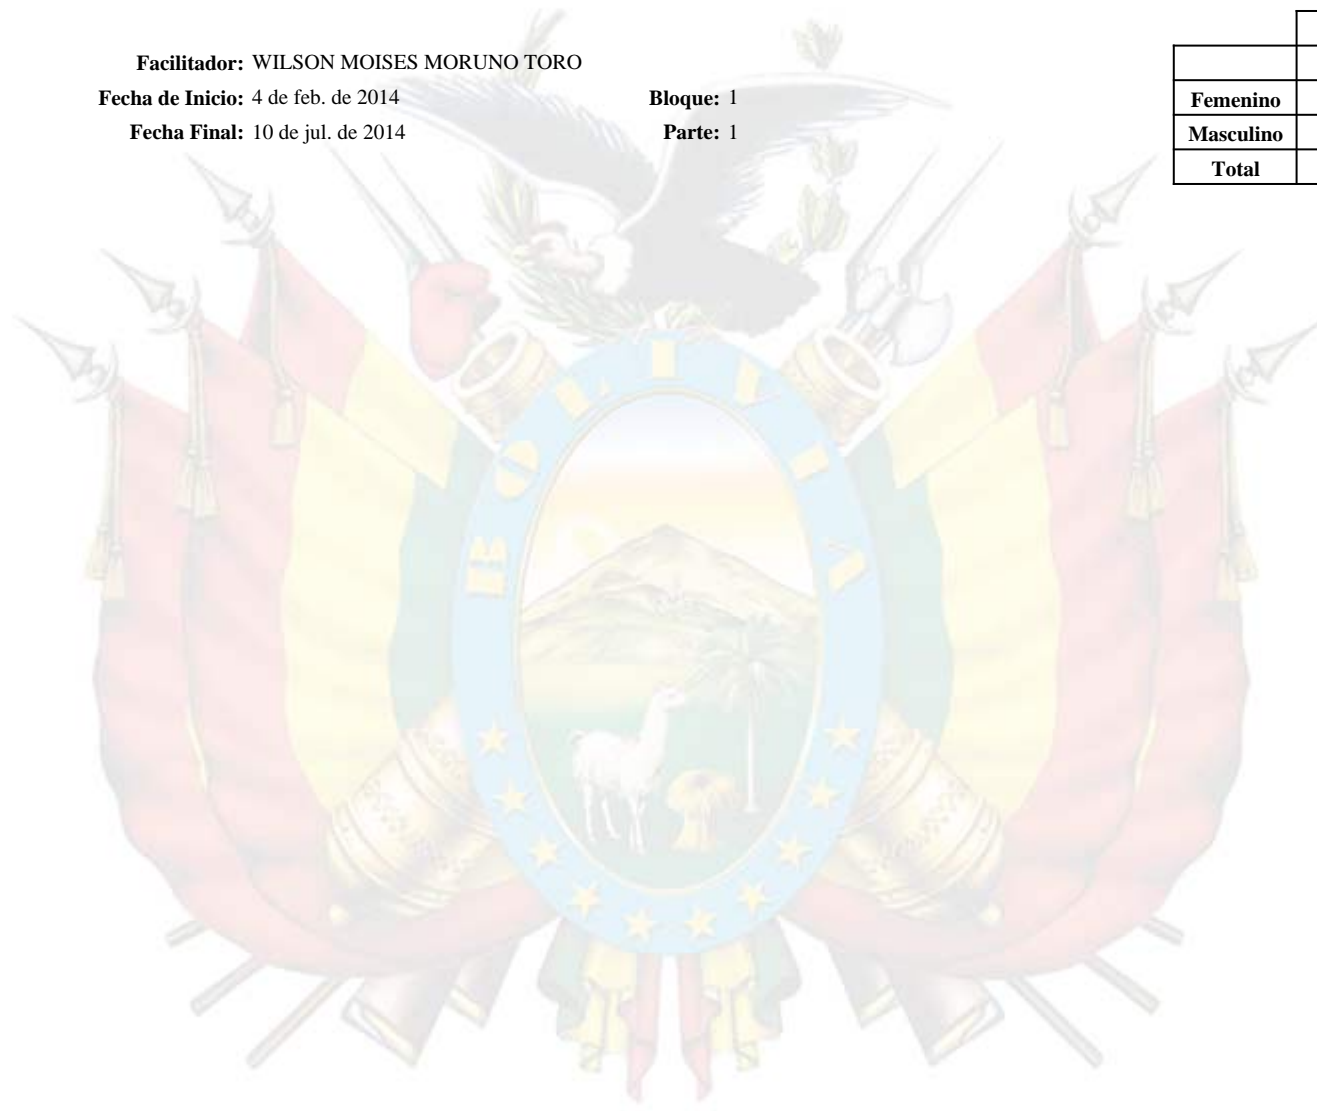 Facilitador: WILSON MOISES MORUNO TORO
Fecha de Inicio: 4 de feb. de 2014 Bloque: 1
Fecha Final: 10 de jul. de 2014 Parte: 1
Femenino
Masculino
Total
BOLIVIA